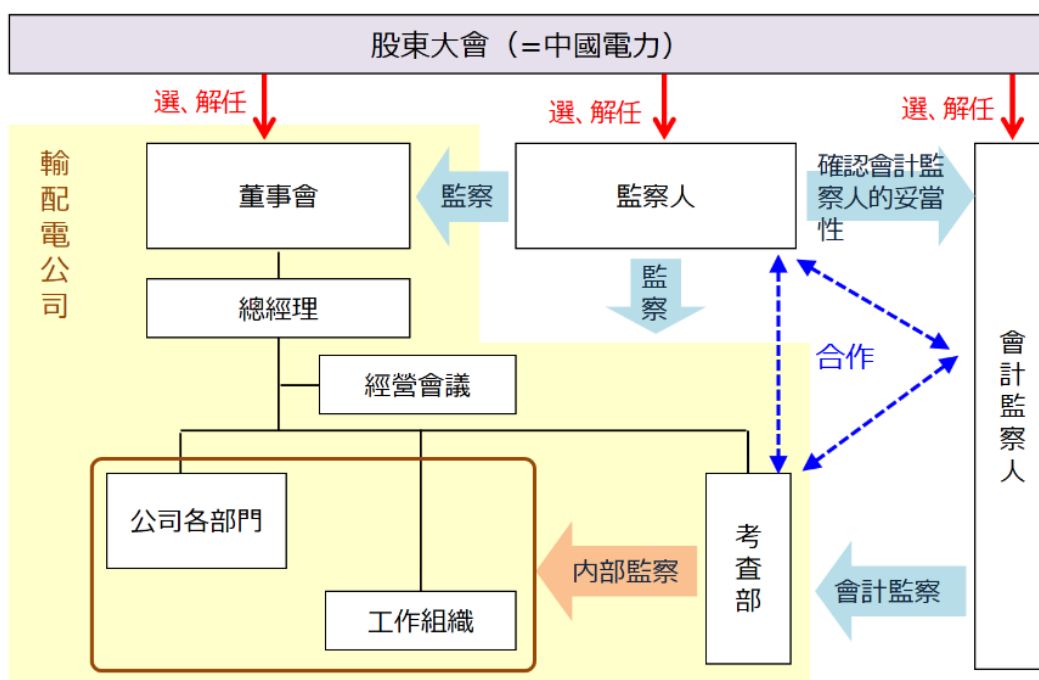 股東大會（=中國電力）
選、解任
選、解任
選、解任
輸配電公司
董事會
監察
監察人
確認會計監
察人的妥當
性
總經理
監察
經營會議
合作
會計監察人
公司各部門
工作組織
内部監察
考查部
會計監察